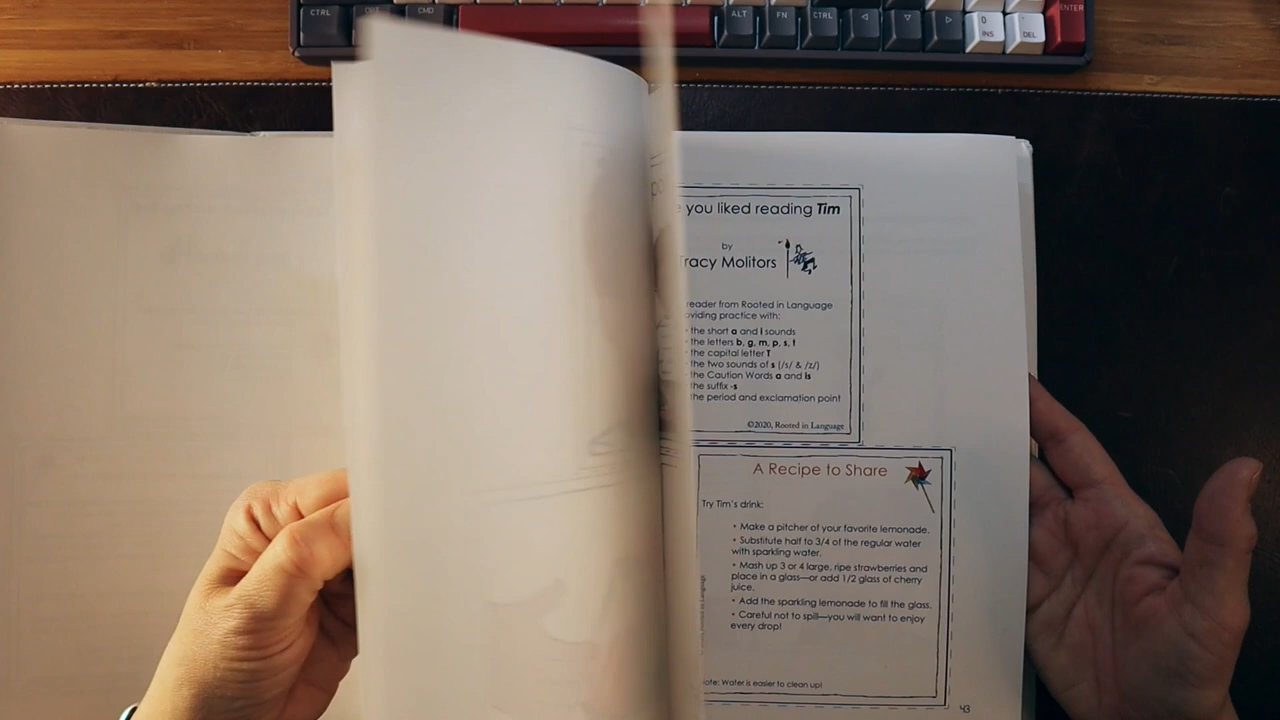 CTRL
OPT
CMD
ALT
FN
CTRL
0
INS
DEL
ENTER
you liked reading Tim
by
Tracy Molitors
reader from Rooted in Language
oviding practice with:
• the short a and i sounds
• the letters b, g, m, p, s, t
• the capital letter T
• the two sounds of s (/s/ & /z/)
• the Caution Words a and is
• the suffix -s
• the period and exclamation point
©2020, Rooted in Language
A Recipe to Share
Try Tim's drink:
• Make a pitcher of your favorite lemonade.
• Substitute half to 3/4 of the regular water
with sparkling water.
• Mash up 3 or 4 large, ripe strawberries and
place in a glass—or add 1/2 glass of cherry
juice.
• Add the sparkling lemonade to fill the glass.
• Careful not to spill—you will want to enjoy
every drop!
Note: Water is easier to clean up!
43